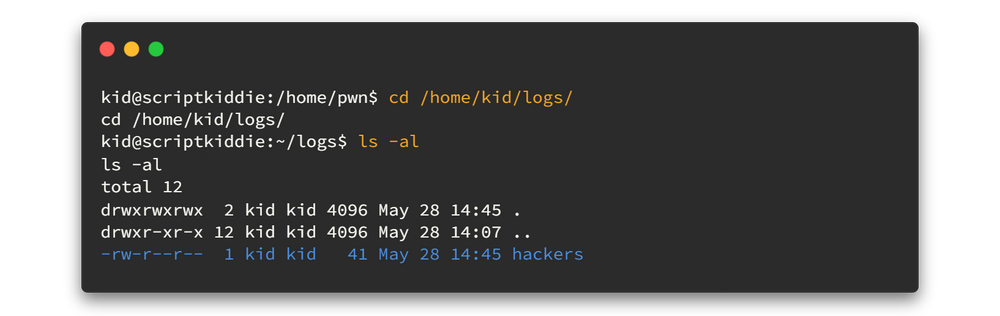 kid@scriptkiddie:/home/pwn$ cd /home/kid/logs/
cd /home/kid/logs/
kid@scriptkiddie:~/logs$ ls -al
ls -al
total 12
drwxrwxrwx  2 kid kid 4096 May 28 14:45 .
drwxr-xr-x 12 kid kid 4096 May 28 14:07 ..
-rw-r--r--  1 kid kid   41 May 28 14:45 hackers